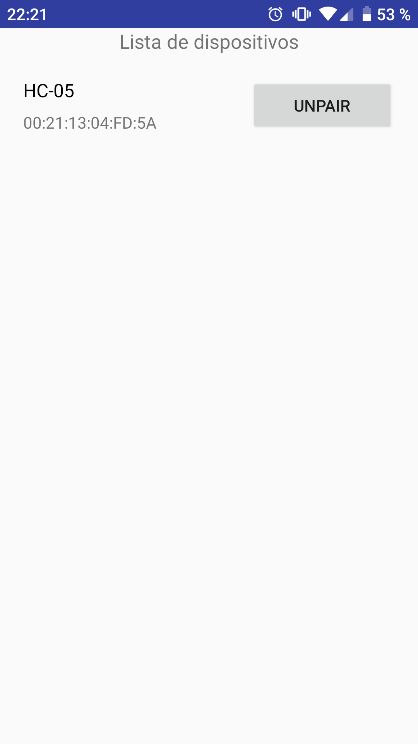 22:21 53 %
Lista de dispositivos
HC-05
00:21:13:04:FD:5A
UNPAIR